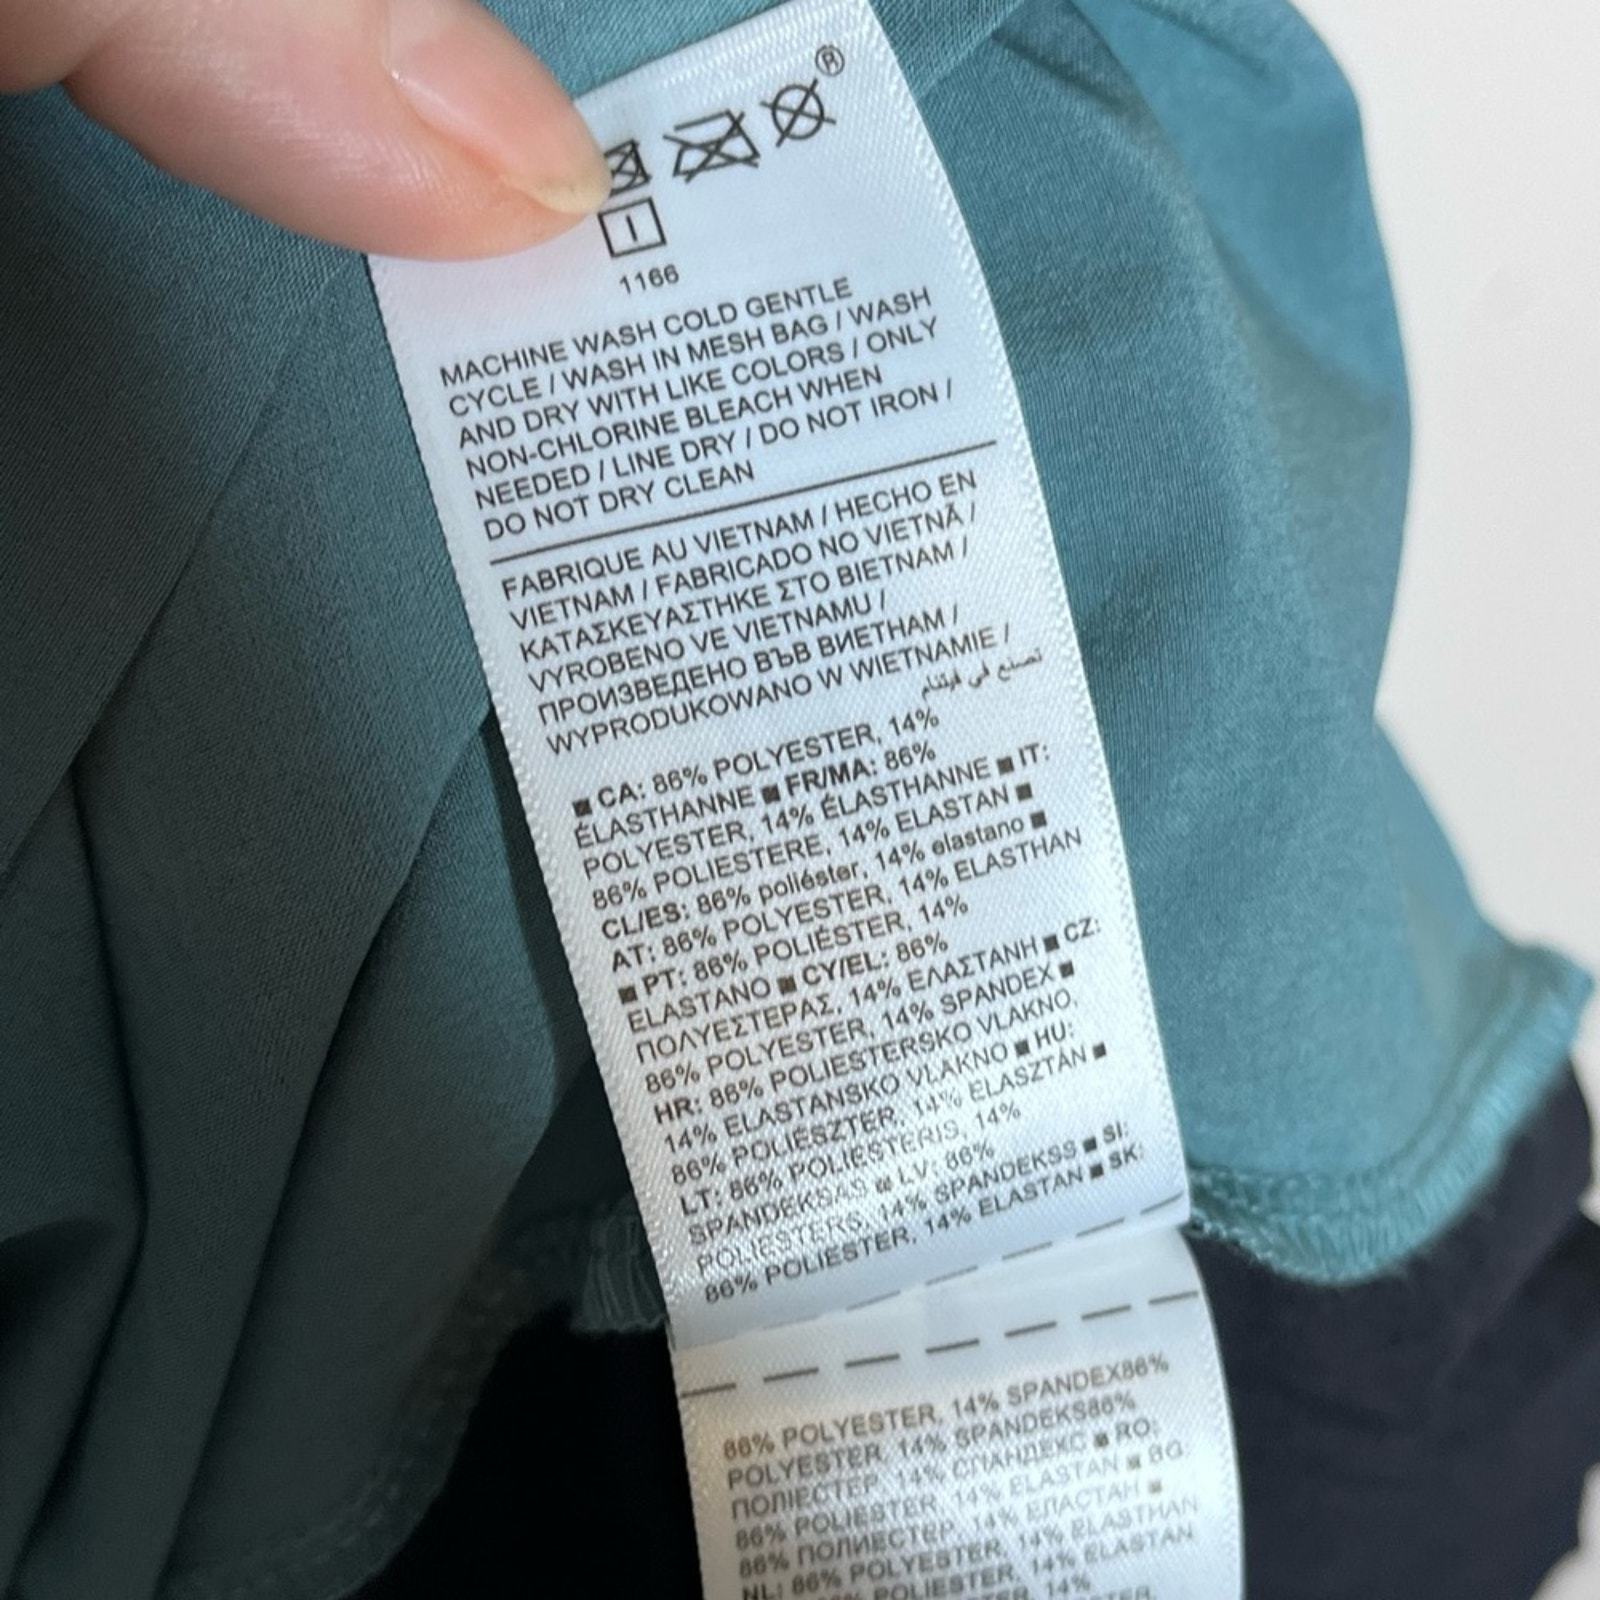 ®
1166
MACHINE WASH COLD GENTLE
CYCLE / WASH IN MESH BAG / WASH
AND DRY WITH LIKE COLORS / ONLY
NON-CHLORINE BLEACH WHEN
NEEDED / LINE DRY / DO NOT IRON /
DO NOT DRY CLEAN
FABRIQUE AU VIETNAM / HECHO EN
VIETNAM / FABRICADO NO VIETNÃ /
ΚΑΤΑΣΚΕΥΑΣΤΗΚΕ ΣΤΟ ΒΙΕΤΝΑΜ /
VYROBENO VE VIETNAMU /
ПРОИЗВЕДЕНО ВЪВ ВИЕТНАМ /
WYPRODUKOWANO W WIETNAMIE /
تصنع في فيتنام
■ CA: 86% POLYESTER, 14%
ÉLASTHANNE ■ FR/MA: 86%
POLYESTER, 14% ÉLASTHANNE ■ IT:
86% POLIESTERE, 14% ELASTAN ■
CL/ES: 86% poliéster, 14% elastano ■
AT: 86% POLYESTER, 14% ELASTHAN
■ PT: 86% POLIÉSTER, 14%
ELASTANO ■ CY/EL: 86%
ΠΟΛΥΕΣΤΕΡΑΣ, 14% ΕΛΑΣΤΑΝΗ ■ CZ:
86% POLYESTER, 14% SPANDEX ■
HR: 86% POLIESTERSKO VLAKNO,
14% ELASTANSKO VLAKNO ■ HU:
86% POLIÉSZTER, 14% ELASZTÁN ■
LT: 86% POLIESTERIS, 14%
SPANDEKSAS ■ LV: 86%
POLIESTERS, 14% SPANDEKSS ■ SI:
86% POLIESTER, 14% ELASTAN ■ SK:
86% POLYESTER, 14% SPANDEX86%
POLYESTER, 14% SPANDEKS86%
ПОЛІЕСТЕР, 14% СПАНДЕКС ■ RO:
86% POLIESTER, 14% ELASTAN ■ BG
86% ПОЛИЕСТЕР, 14% ЕЛАСТАН ■
NL: 86% POLYESTER, 14% ELASTHAN
POLIESTER, 14% ELASTAN
14%